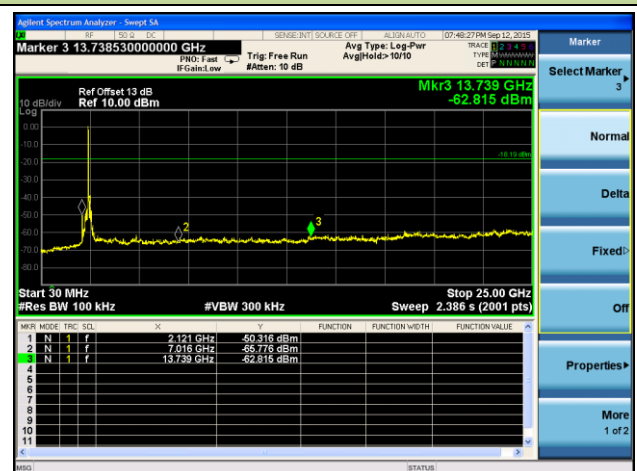 Agilent Spectrum Analyzer - Swept SA
RF 50 Ω DC SENSE:INT SOURCE OFF ALIGN AUTO 07:48:27 PM Sep 12, 2015
Marker 3 13.738530000000 GHz
PNO: Fast
IFGain:Low
Trig: Free Run
#Atten: 10 dB
Avg Type: Log-Pwr
Avg|Hold:> 10/10
TRACE 1 2 3 4 5 6
TYPE M
DET P N N N N N
Mkr3 13.739 GHz
-62.815 dBm
Ref Offset 13 dB
10 dB/div Ref 10.00 dBm
Log
0.00
-10.0
-18.10 dBm
-20.0
-30.0
-40.0
-50.0
-60.0
-70.0
-80.0
2
3
Start 30 MHz
Stop 25.00 GHz
#Res BW 100 kHz
#VBW 300 kHz
Sweep 2.386 s (2001 pts)
MKR MODE TRC SCL X Y FUNCTION FUNCTION WIDTH FUNCTION VALUE
1 N 1 f 2.121 GHz -50.316 dBm
2 N 1 f 7.016 GHz -65.776 dBm
3 N 1 f 13.739 GHz -62.815 dBm
4
5
6
7
8
9
10
11
MSG STATUS
Marker
Select Marker
3
Normal
Delta
Fixed
Off
Properties
More
1 of 2